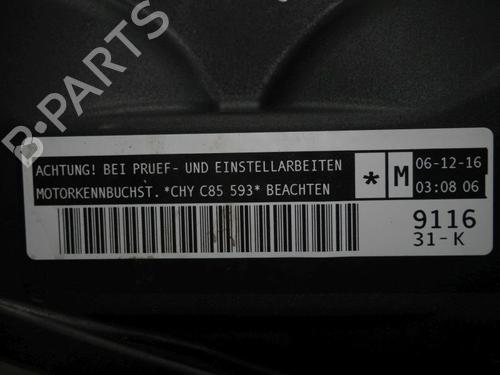 B-PARTS
ACHTUNG! BEI PRUEF- UND EINSTELLARBEITEN
MOTORKENNBUCHST. *CHY C85 593* BEACHTEN
* M
06-12-16
03:08 06
9116
31-K